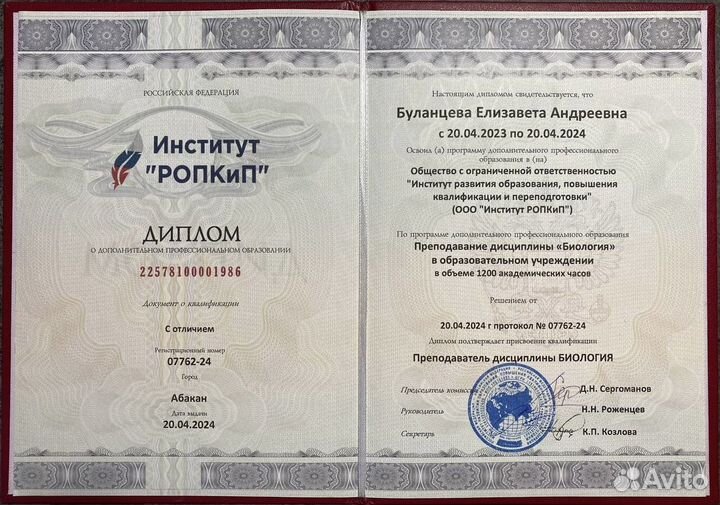 РОССИЙСКАЯ ФЕДЕРАЦИЯ
Институт
"РОПКиП"
ДИПЛОМ
О ДОПОЛНИТЕЛЬНОМ ПРОФЕССИОНАЛЬНОМ ОБРАЗОВАНИИ
22578100001986
Документ о квалификации
С отличием
Регистрационный номер
07762-24
Город
Абакан
Дата выдачи
20.04.2024
Настоящим дипломом свидетельствуется, что
Буланцева Елизавета Андреевна
с 20.04.2023 по 20.04.2024
Освоил (а) программу дополнительного профессионального
образования в (на)
Общество с ограниченной ответственностью
"Институт развития образования, повышения
квалификации и переподготовки"
(ООО "Институт РОПКиП")
По программе дополнительного профессионального образования
Преподавание дисциплины «Биология»
в образовательном учреждении
в объеме 1200 академических часов
Решением от
20.04.2024 г протокол № 07762-24
Диплом подтверждает присвоение квалификации
Преподаватель дисциплины БИОЛОГИЯ
Председатель комиссии Д.Н. Сергоманов
Руководитель Н.Н. Роженцев
Секретарь К.П. Козлова
Avito